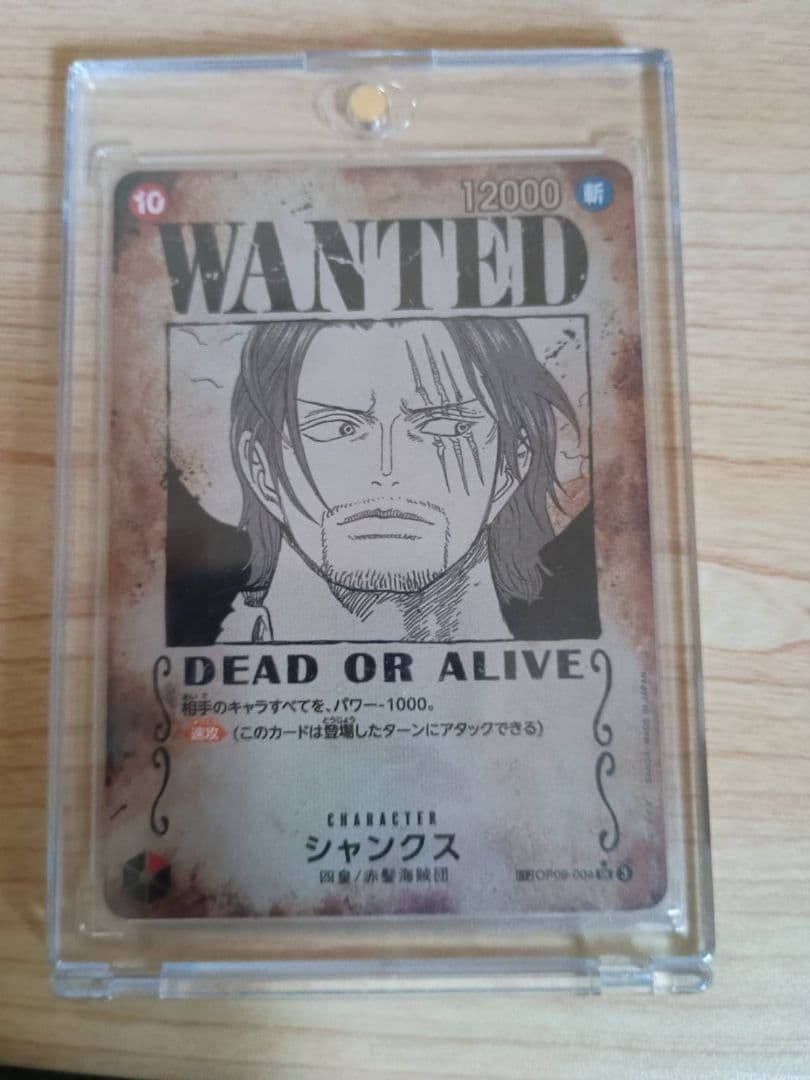 10
12000 斬
WANTED
DEAD OR ALIVE
相手のキャラすべてを、パワー-1000。
速攻 (このカードは登場したターンにアタックできる)
CHARACTER
シャンクス
四皇/赤髪海賊団
OP09-004 3